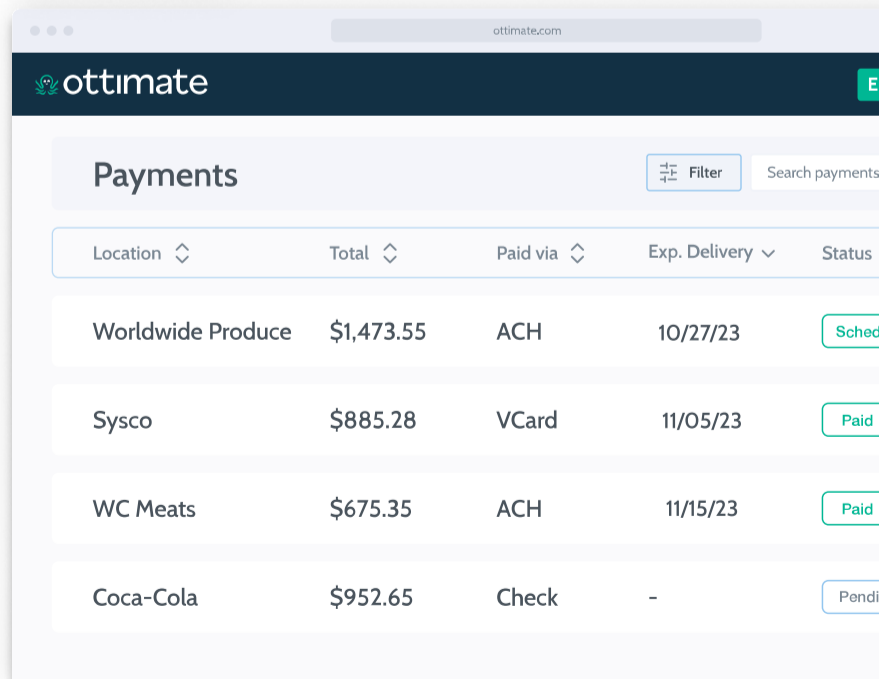 ottimate.com
ottimate
E
Payments
Filter
Search payments
Location Total Paid via Exp. Delivery Status
Worldwide Produce $1,473.55 ACH 10/27/23 Sched
Sysco $885.28 VCard 11/05/23 Paid
WC Meats $675.35 ACH 11/15/23 Paid
Coca-Cola $952.65 Check - Pendi